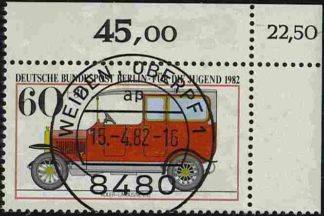 45,00
22,50
DEUTSCHE BUNDESPOST BERLIN · FÜR DIE JUGEND 1982
60
WEIDEN, OBERPF 1
ap
15.-4.82-16
8480